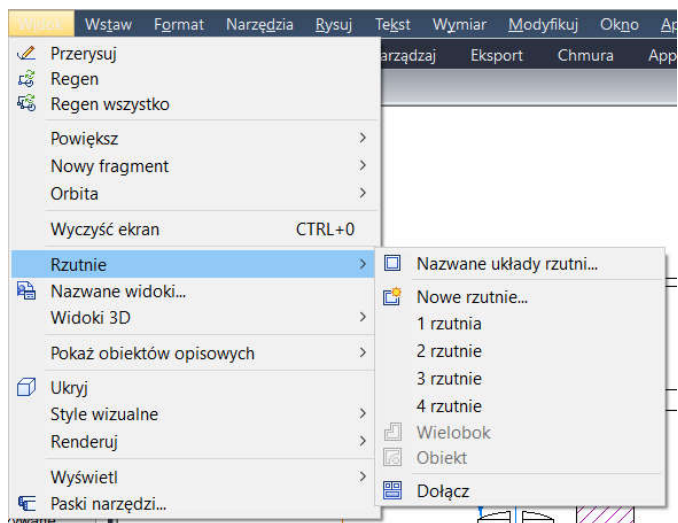 Widok Wstaw Format Narzędzia Rysuj Tekst Wymiar Modyfikuj Okno
arządzaj Eksport Chmura App
Przerysuj
Regen
Regen wszystko
Powiększ
Nowy fragment
Orbita
Wyczyść ekran CTRL+0
Rzutnie
Nazwane widoki...
Widoki 3D
Pokaż obiektów opisowych
Ukryj
Style wizualne
Renderuj
Wyświetl
Paski narzędzi...
Nazwane układy rzutni...
Nowe rzutnie...
1 rzutnia
2 rzutnie
3 rzutnie
4 rzutnie
Wielobok
Obiekt
Dołącz